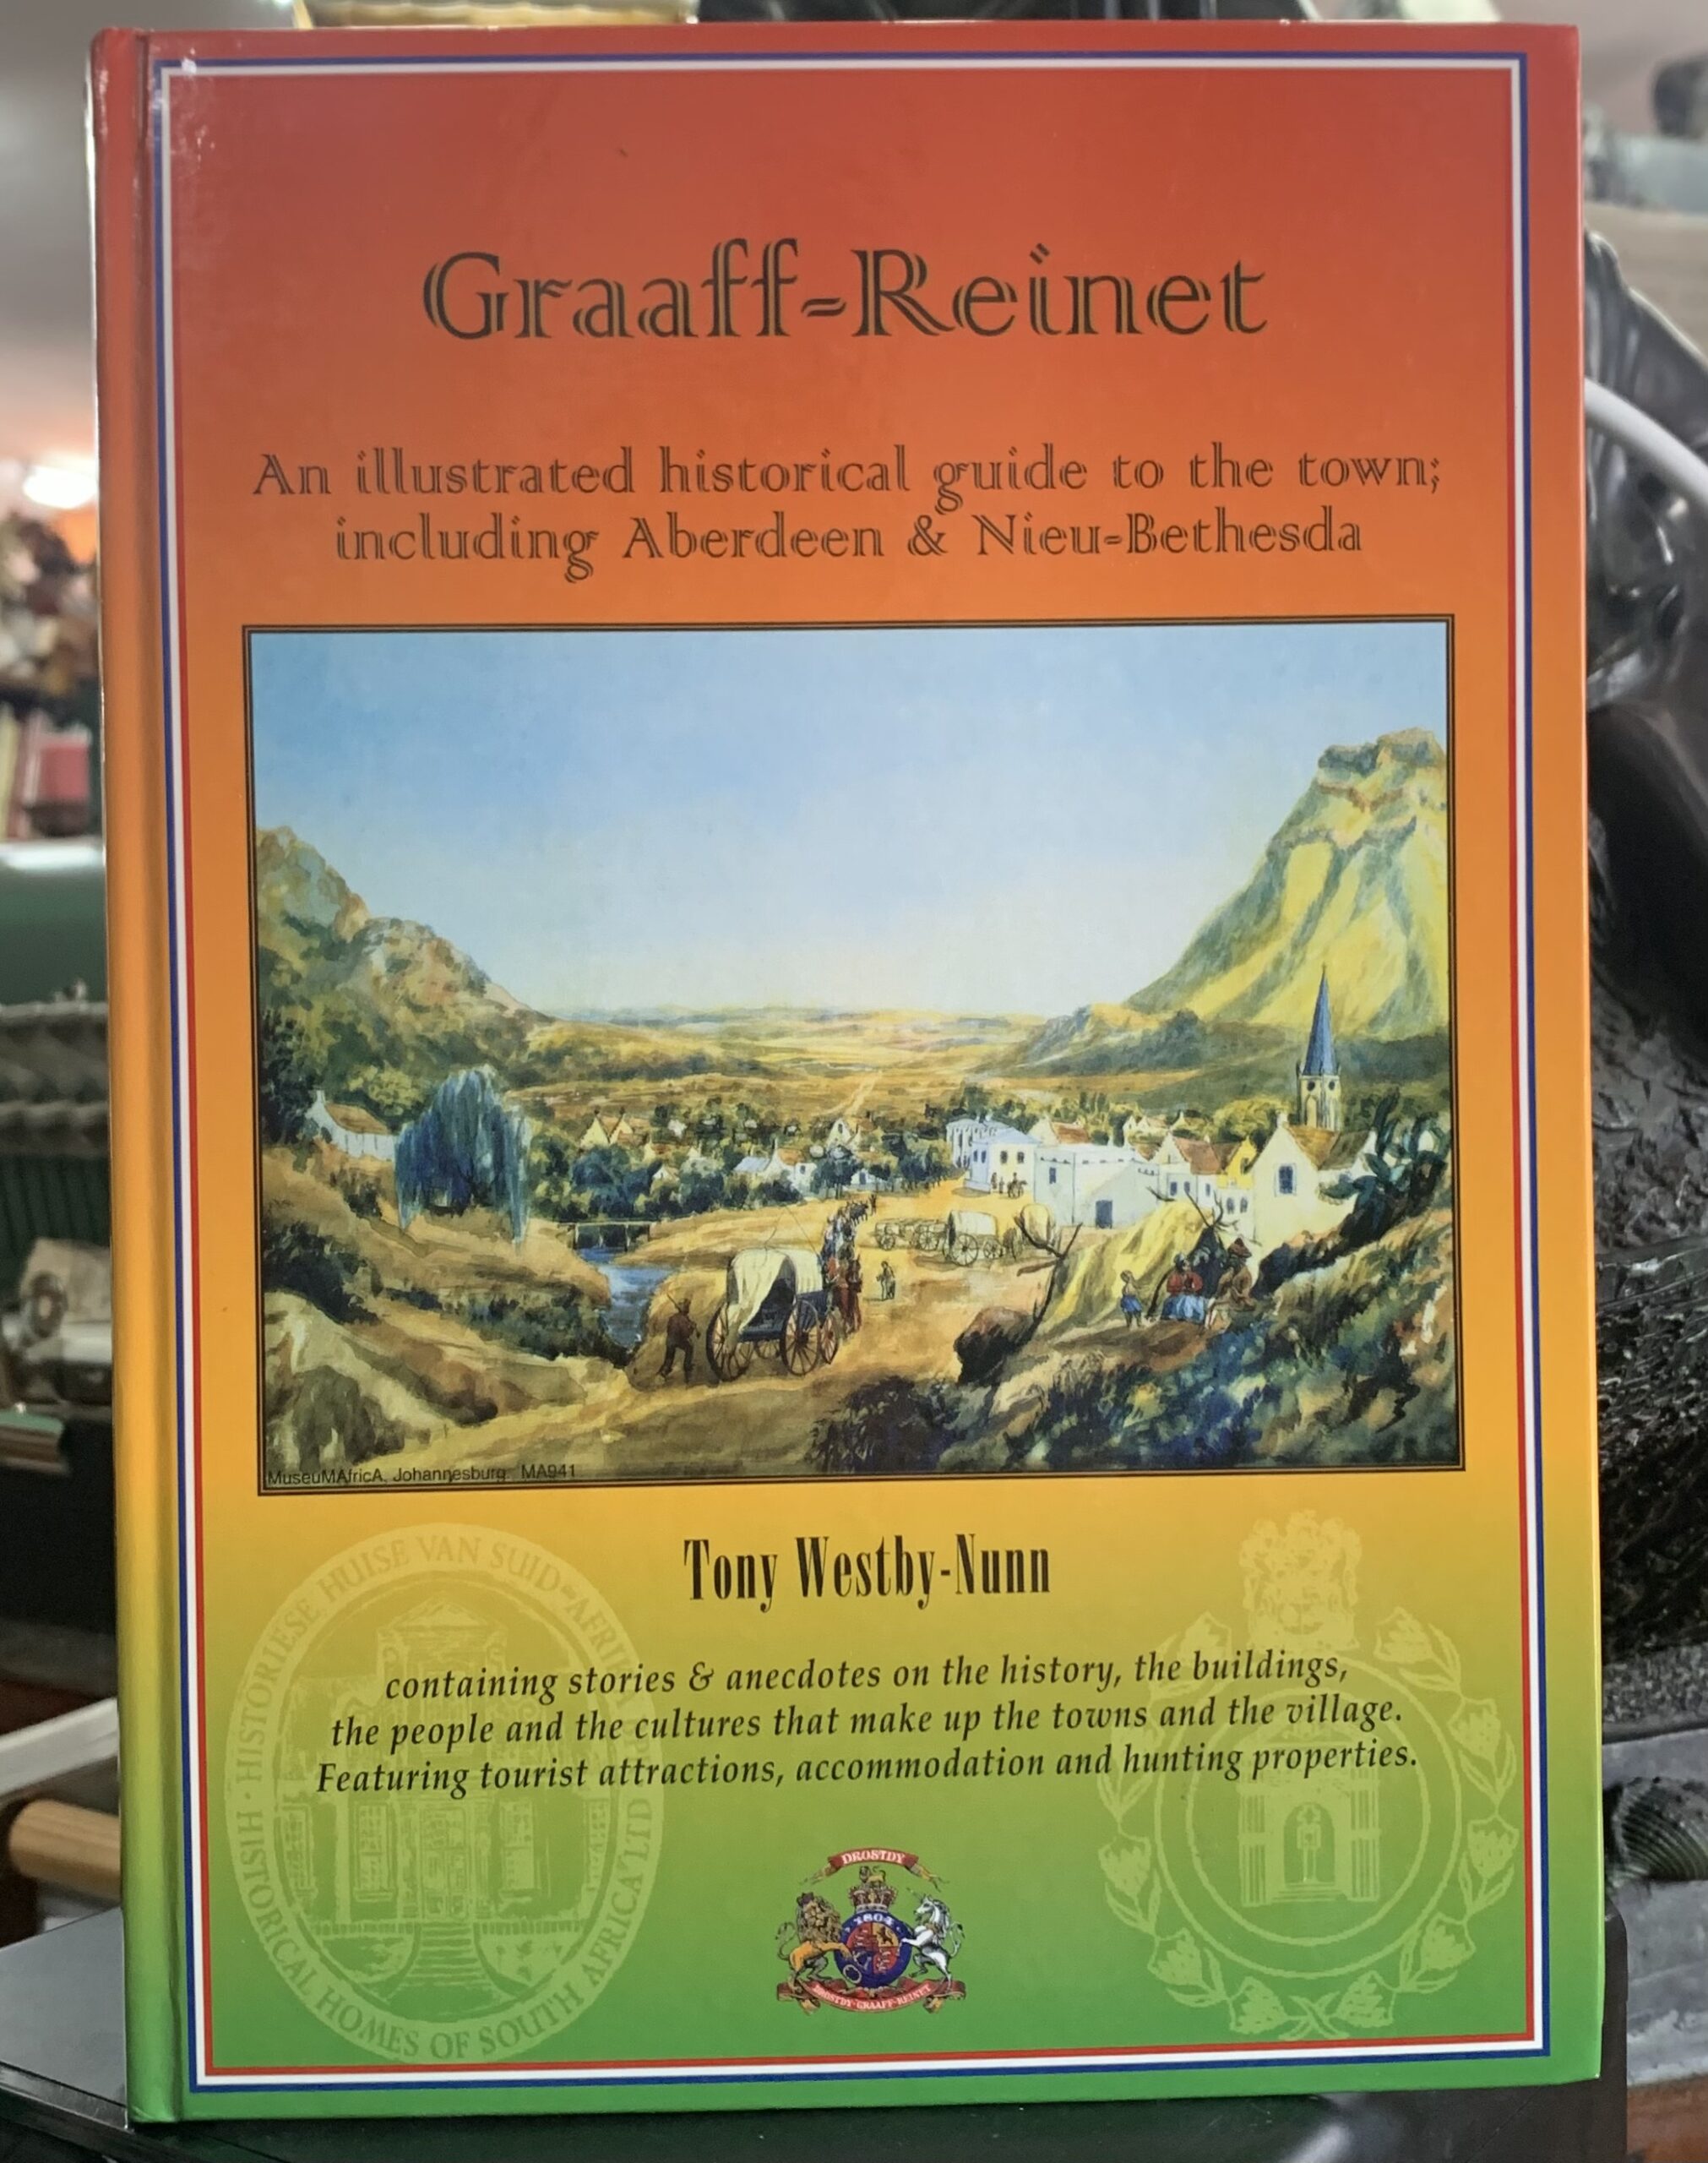 Graaff-Reinet
An illustrated historical guide to the town;
including Aberdeen & Nieu-Bethesda
MuseuMAfricA, Johannesburg. MA941
Tony Westby-Nunn
containing stories & anecdotes on the history, the buildings,
the people and the cultures that make up the towns and the village.
Featuring tourist attractions, accommodation and hunting properties.
HISTORIESE HUISE VAN SUID-AFRIKA
HISTORICAL HOMES OF SOUTH AFRICA LTD
DROSTDY
1804
DROSTDY GRAAFF-REINET